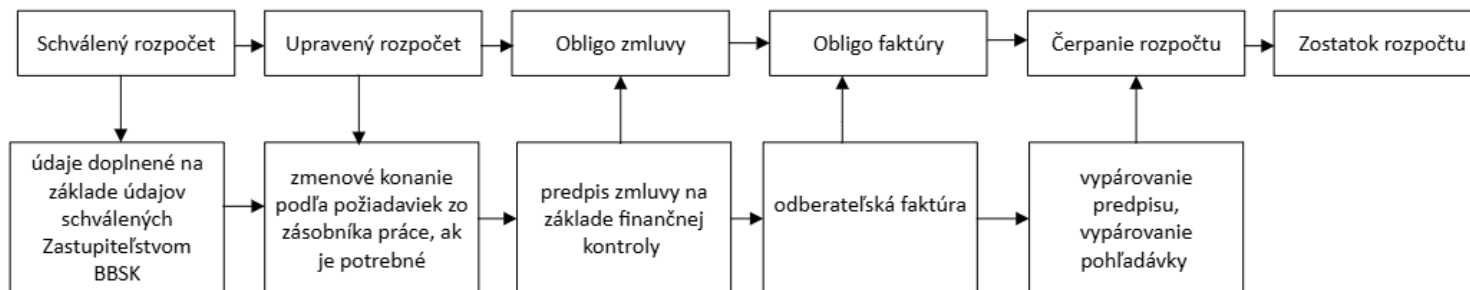 Schválený rozpočet
Upravený rozpočet
Obligo zmluvy
Obligo faktúry
Čerpanie rozpočtu
Zostatok rozpočtu
údaje doplnené na
základe údajov
schválených
Zastupiteľstvom
BBSK
zmenové konanie
podľa požiadaviek zo
zásobníka práce, ak
je potrebné
predpis zmluvy na
základe finančnej
kontroly
odberateľská faktúra
vypárovanie
predpisu,
vypárovanie
pohľadávky